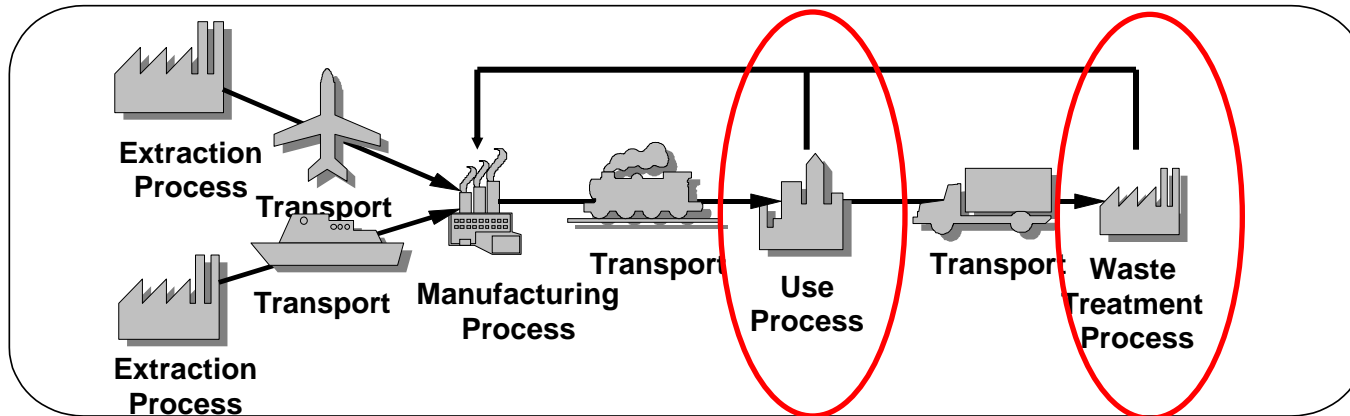 Extraction
Process
Transport
Transport
Extraction
Process
Manufacturing
Process
Transport
Use
Process
Transport
Waste
Treatment
Process